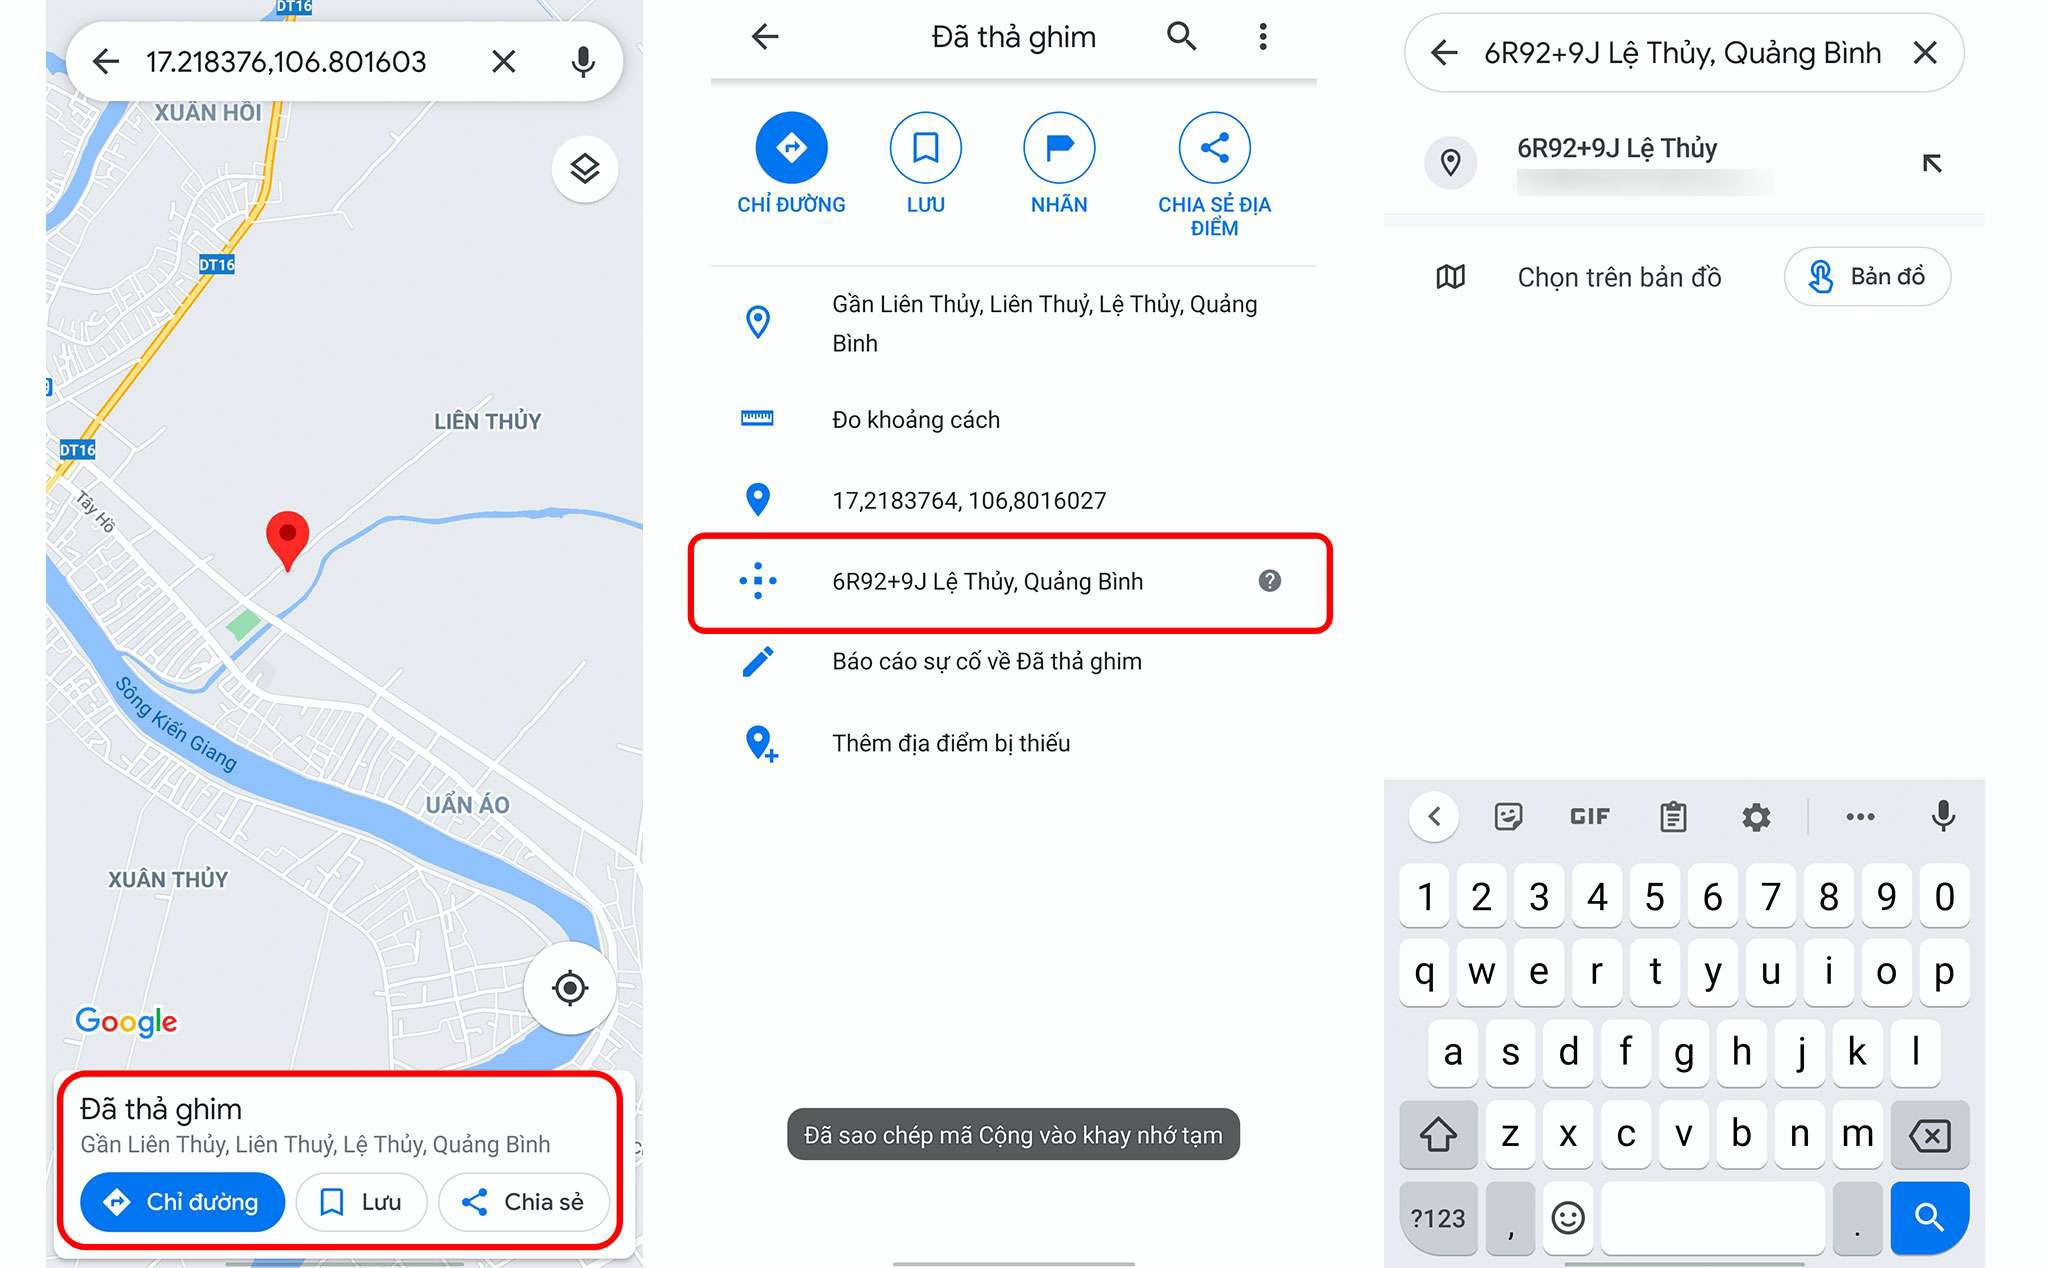 DT16
17.218376,106.801603
XUÂN HỒI
DT16
LIÊN THỦY
DT16
Tây Hồ
Sông Kiến Giang
UẨN ÁO
XUÂN THỦY
Google
Đã thả ghim
Gần Liên Thủy, Liên Thuỷ, Lệ Thủy, Quảng Bình
Chỉ đường
Lưu
Chia sẻ
Đã thả ghim
CHỈ ĐƯỜNG
LƯU
NHÃN
CHIA SẺ ĐỊA
ĐIỂM
Gần Liên Thủy, Liên Thuỷ, Lệ Thủy, Quảng
Bình
Đo khoảng cách
17,2183764, 106,8016027
6R92+9J Lệ Thủy, Quảng Bình
?
Báo cáo sự cố về Đã thả ghim
Thêm địa điểm bị thiếu
Đã sao chép mã Cộng vào khay nhớ tạm
6R92+9J Lệ Thủy, Quảng Bình
6R92+9J Lệ Thủy
Chọn trên bản đồ
Bản đồ
GIF
1 2 3 4 5 6 7 8 9 0
q w e r t y u i o p
a s d f g h j k l
z x c v b n m
?123 , .